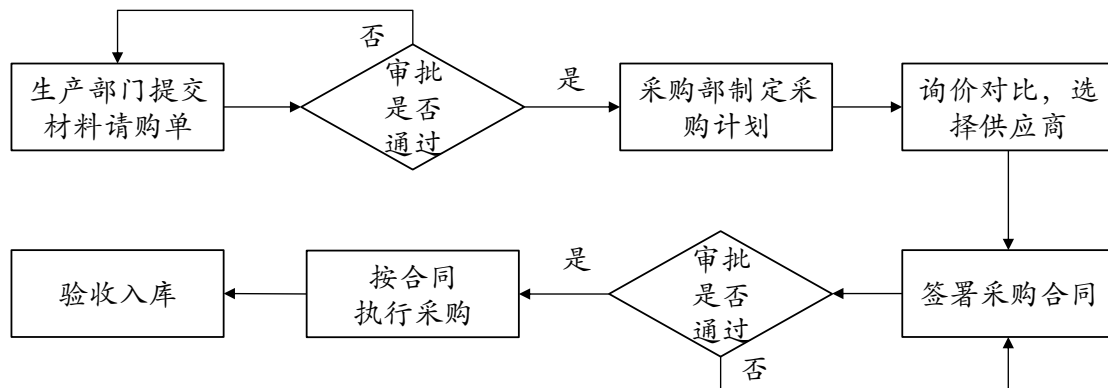 否
生产部门提交
材料请购单
审批
是否
通过
是
采购部制定采
购计划
询价对比，选
择供应商
验收入库
按合同
执行采购
是
审批
是否
通过
签署采购合同
否